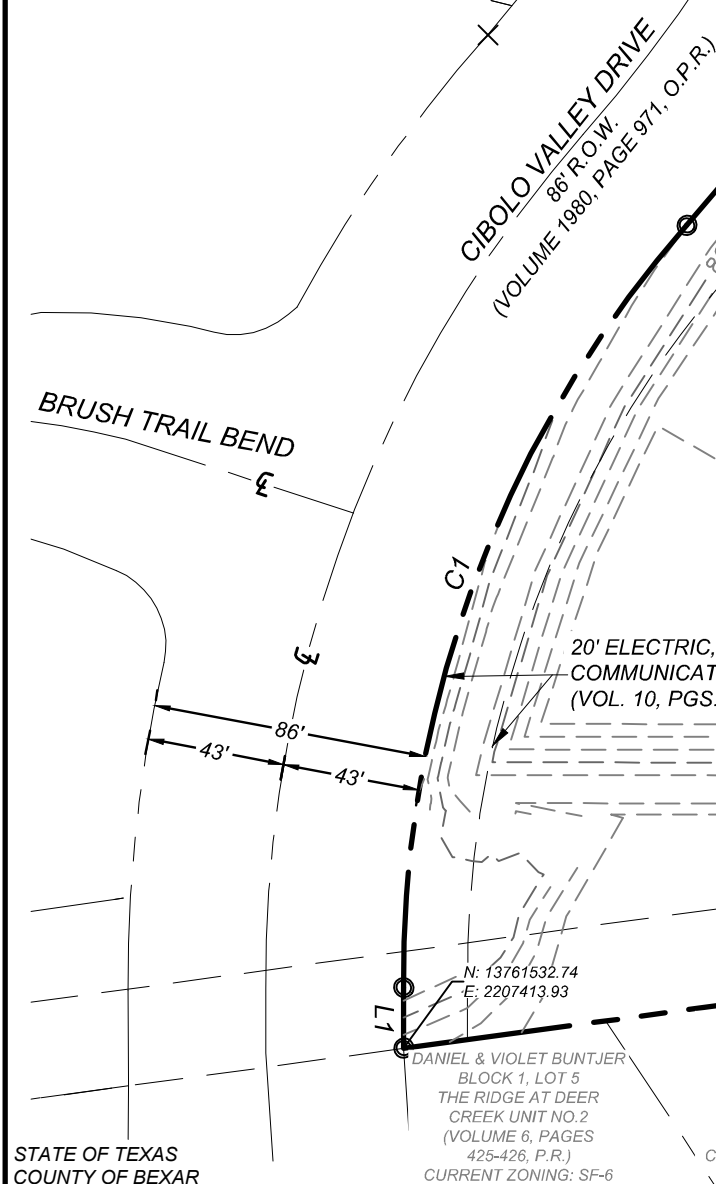 CIBOLO VALLEY DRIVE
86' R.O.W.
(VOLUME 1980, PAGE 971, O.P.R.)
BRUSH TRAIL BEND
C1
20' ELECTRIC,
COMMUNICAT
(VOL. 10, PGS.
86'
43'
43'
N: 13761532.74
E: 2207413.93
L1
DANIEL & VIOLET BUNTJER
BLOCK 1, LOT 5
THE RIDGE AT DEER
CREEK UNIT NO.2
(VOLUME 6, PAGES
425-426, P.R.)
CURRENT ZONING: SF-6
STATE OF TEXAS
COUNTY OF BEXAR
C